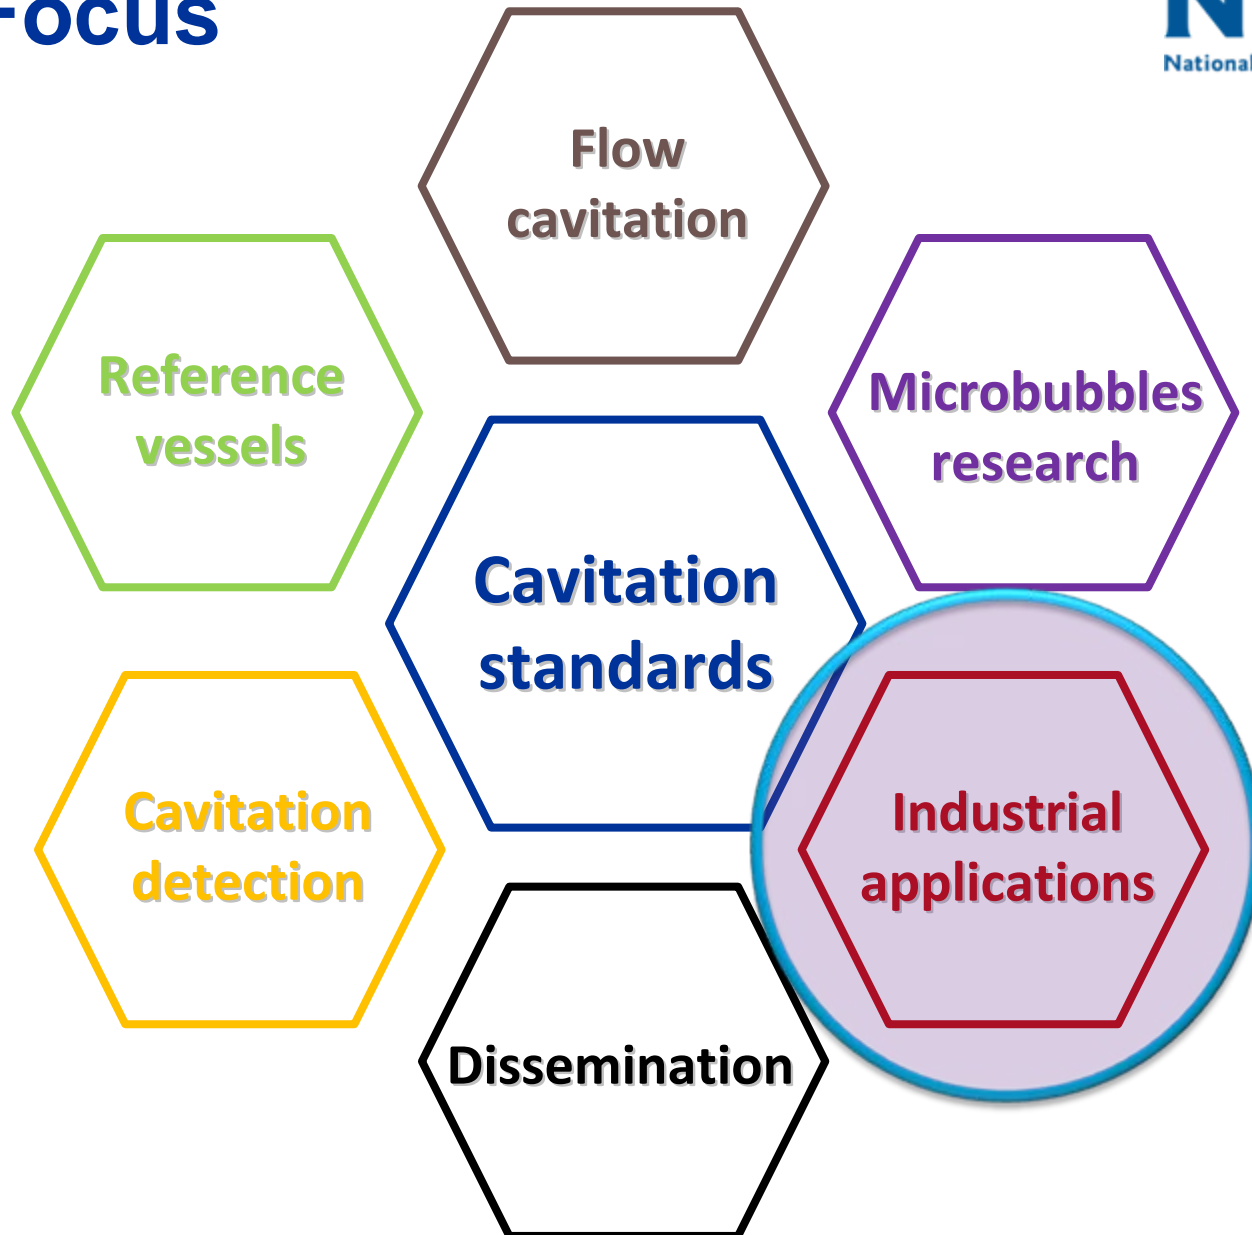 Focus
National
Flow
cavitation
Reference
vessels
Microbubbles
research
Cavitation
standards
Cavitation
detection
Industrial
applications
Dissemination